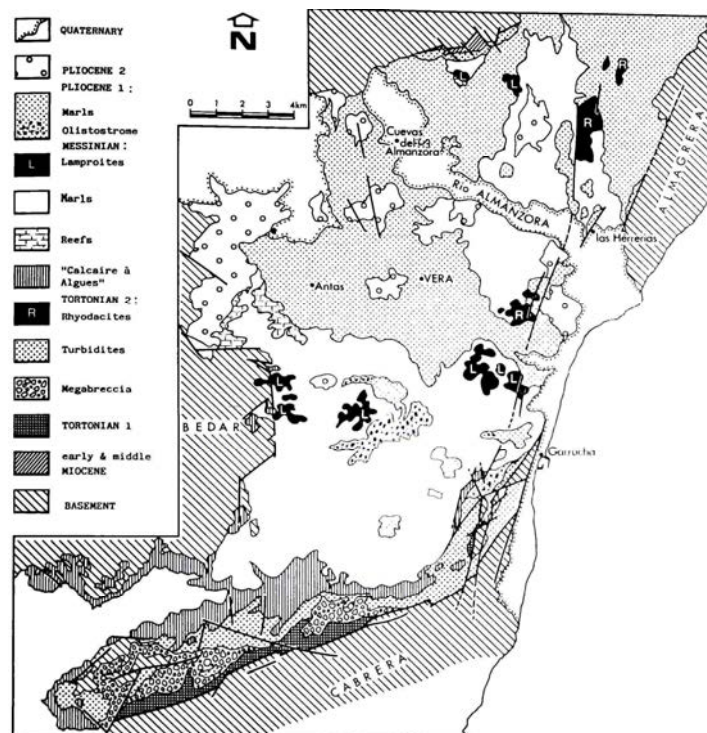 QUATERNARY
PLIOCENE 2
PLIOCENE 1:
Marls
Olistostrome
MESSINIAN:
L
Lamproites
Marls
Reefs
"Calcaire à
Algues"
TORTONIAN 2:
R
Rhyodacites
Turbidites
Megabreccia
TORTONIAN 1
early & middle
MIOCENE
BASEMENT
N
0 1 2 3 4km
L
L
R
L
R
Cuevas
del
Almanzora
Rio ALMANZORA
ALMAGRERA
las Herrerias
Antas
VERA
R
L
L
L
L
L
L
BEDAR
Garrucha
CABRERA